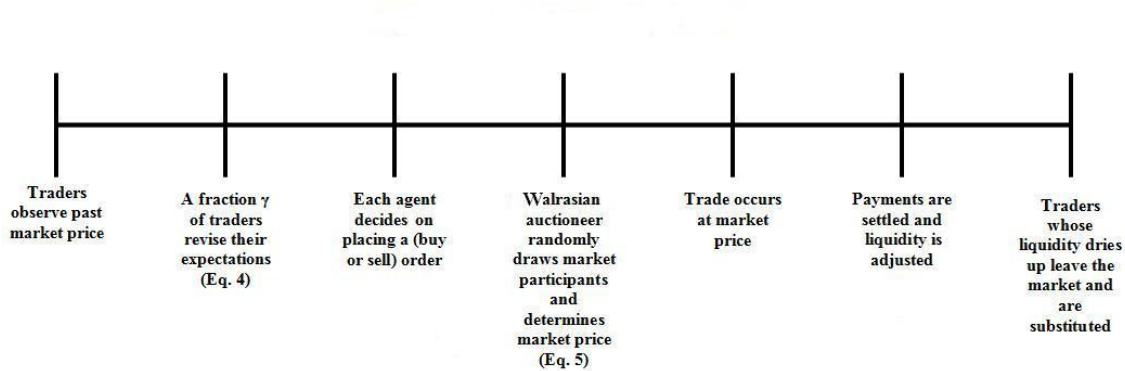 Traders
observe past
market price
A fraction γ
of traders
revise their
expectations
(Eq. 4)
Each agent
decides on
placing a (buy
or sell) order
Walrasian
auctioneer
randomly
draws market
participants
and
determines
market price
(Eq. 5)
Trade occurs
at market
price
Payments are
settled and
liquidity is
adjusted
Traders
whose
liquidity dries
up leave the
market and
are
substituted